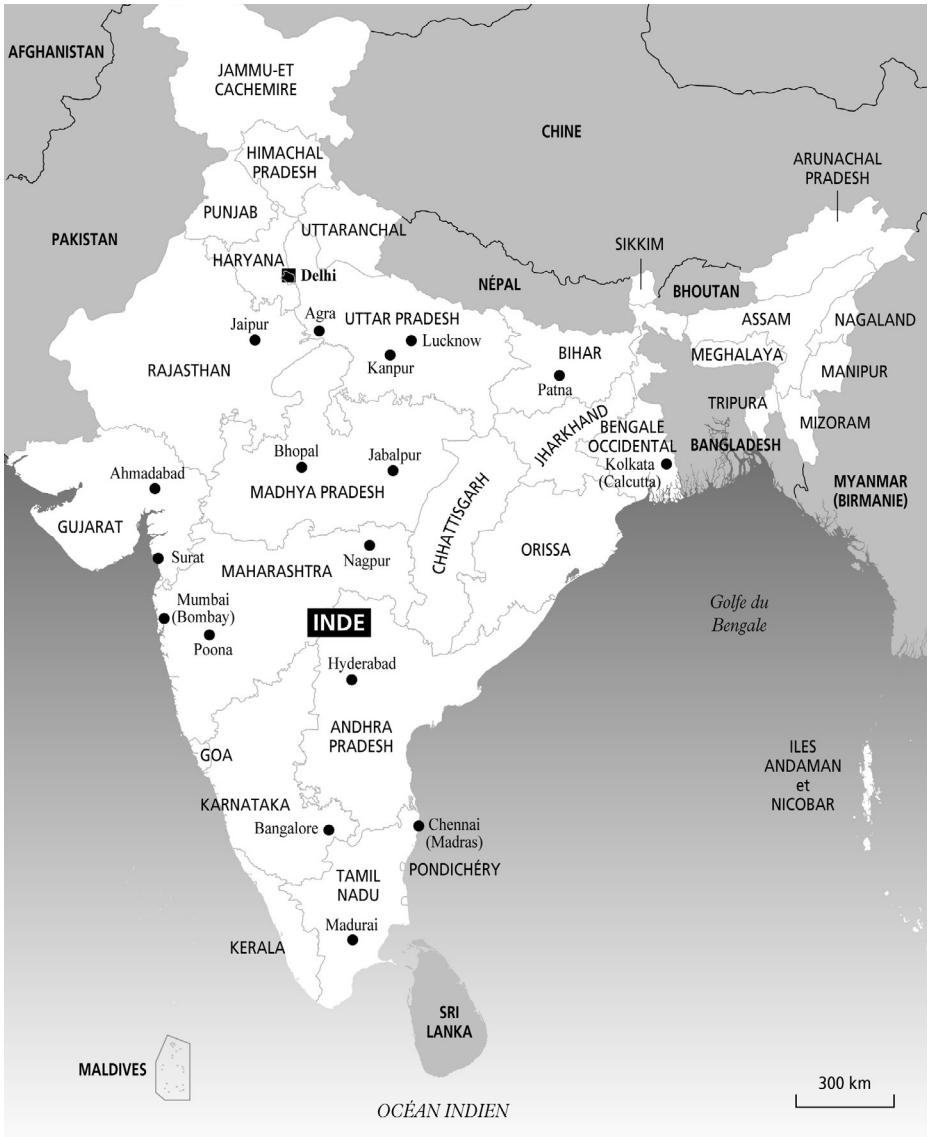 AFGHANISTAN
JAMMU-ET
CACHEMIRE
CHINE
HIMACHAL
PRADESH
ARUNACHAL
PRADESH
PUNJAB
UTTARANCHAL
PAKISTAN
SIKKIM
HARYANA
Delhi
NÉPAL
BHOUTAN
Jaipur
Agra
UTTAR PRADESH
ASSAM
NAGALAND
Lucknow
RAJASTHAN
Kanpur
BIHAR
MEGHALAYA
MANIPUR
Patna
TRIPURA
MIZORAM
JHARKHAND
BENGALE
OCCIDENTAL
BANGLADESH
Kolkata
(Calcutta)
Bhopal
Jabalpur
Ahmadabad
MADHYA PRADESH
MYANMAR
(BIRMANIE)
GUJARAT
CHHATTISGARH
ORISSA
Surat
MAHARASHTRA
Nagpur
Mumbai
(Bombay)
Poona
INDE
Golfe du
Bengale
Hyderabad
ANDHRA
PRADESH
GOA
ILES
ANDAMAN
et
NICOBAR
KARNATAKA
Bangalore
Chennai
(Madras)
PONDICHÉRY
TAMIL
NADU
Madurai
KERALA
SRI
LANKA
MALDIVES
300 km
OCÉAN INDIEN